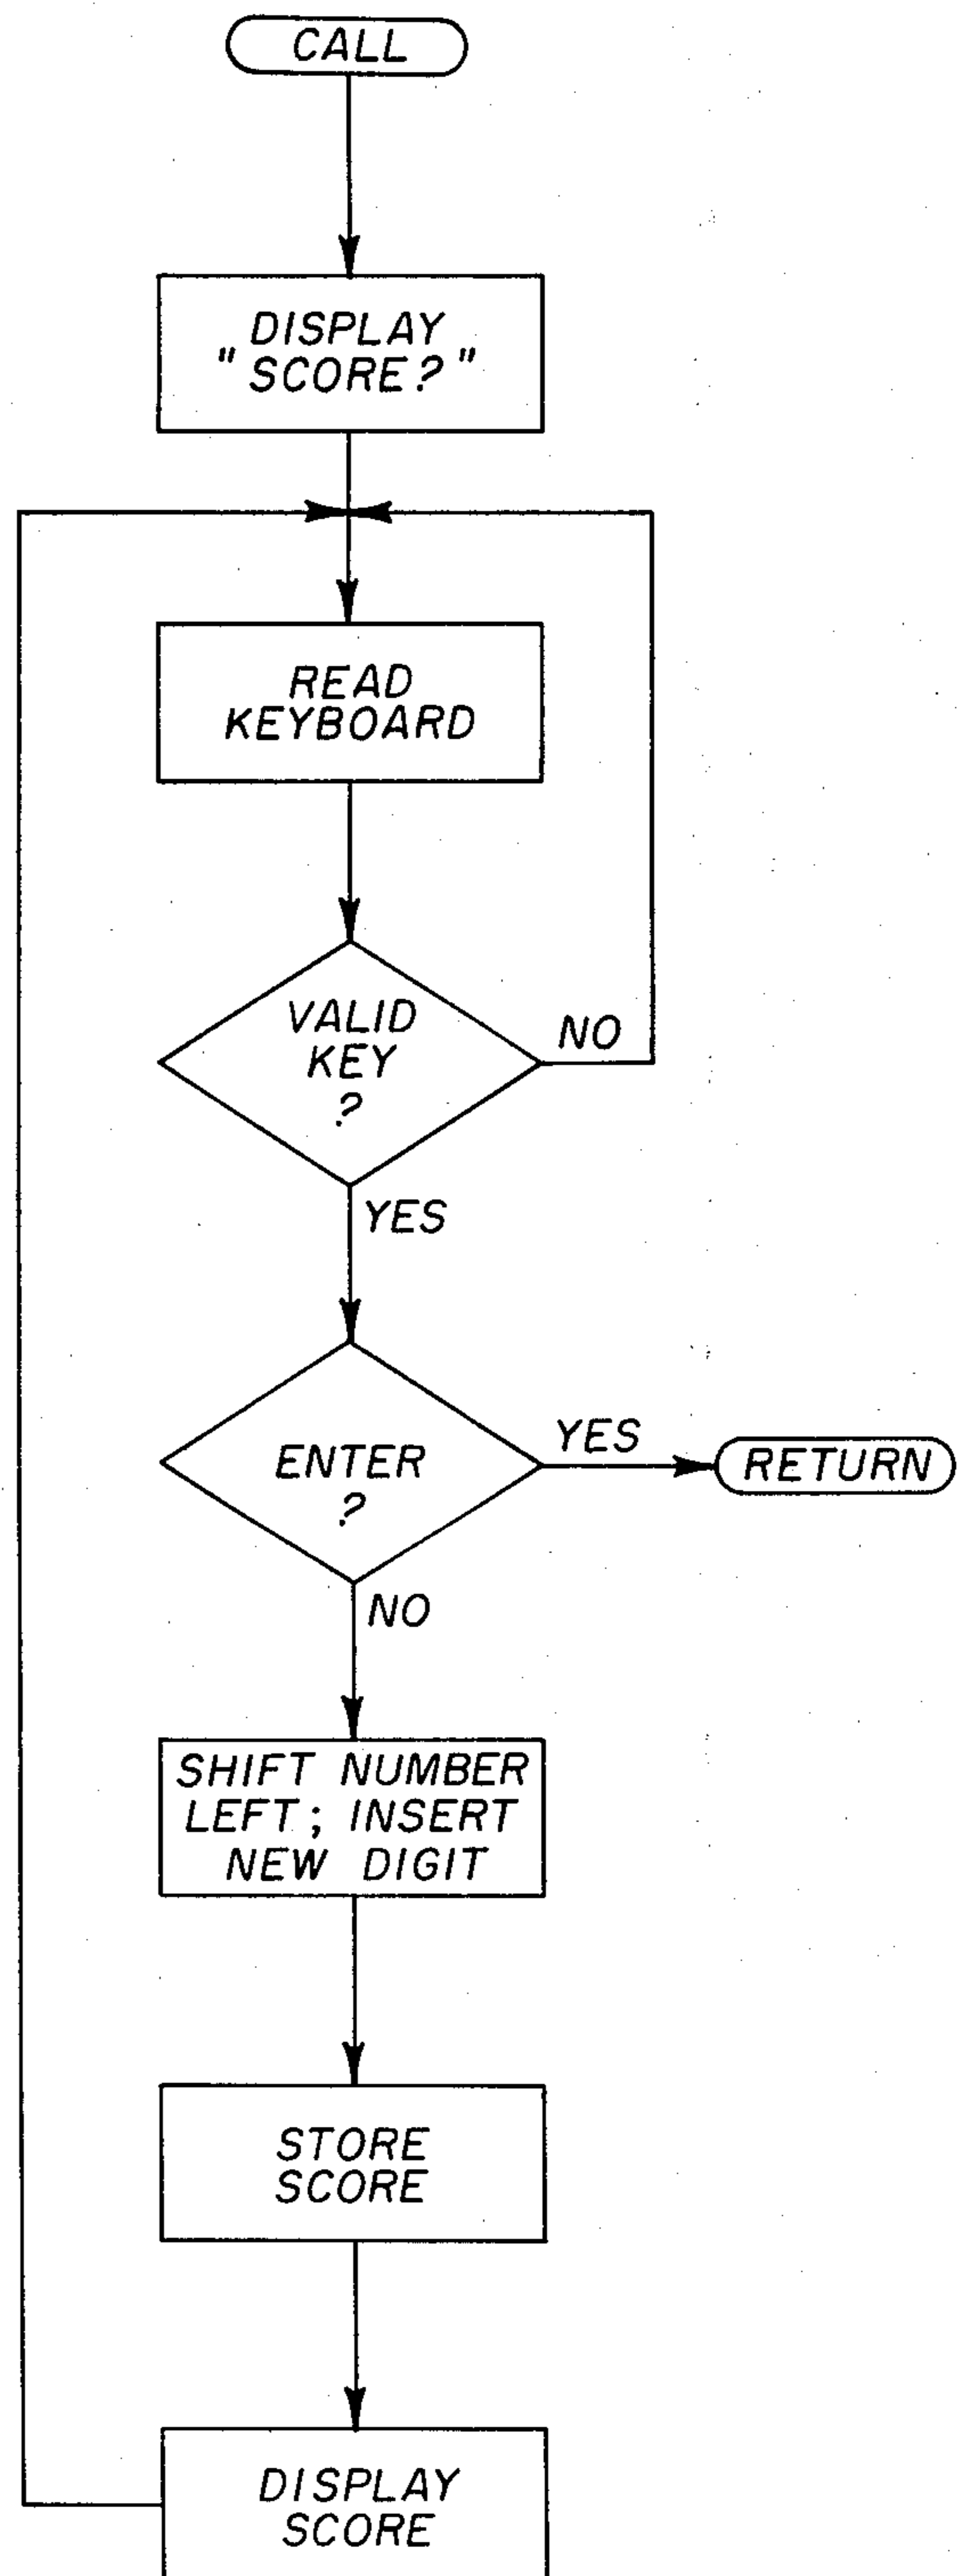 CALL
DISPLAY
"SCORE?"
READ
KEYBOARD
VALID
KEY
?
NO
YES
ENTER
?
YES
RETURN
NO
SHIFT NUMBER
LEFT; INSERT
NEW DIGIT
STORE
SCORE
DISPLAY
SCORE